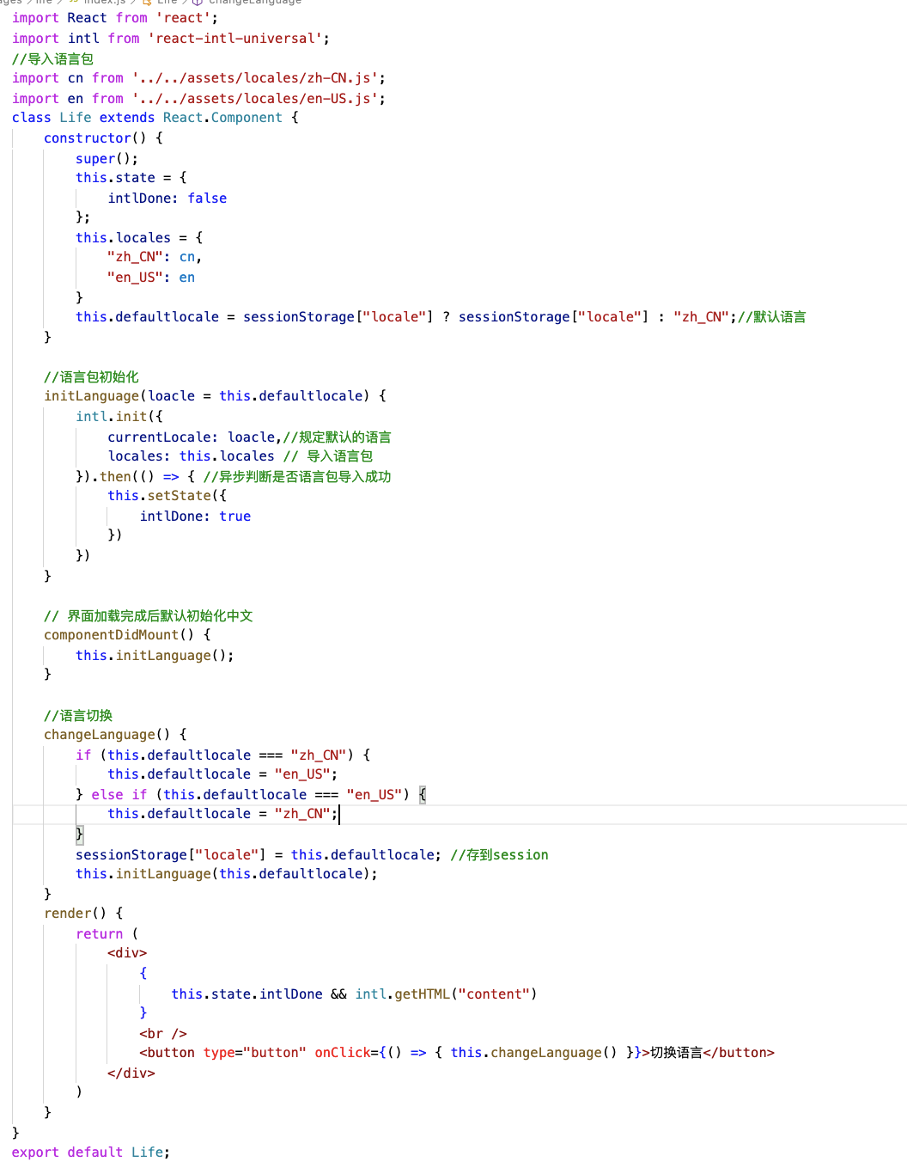 index.js > Life > changeLanguage
import React from 'react';
import intl from 'react-intl-universal';
//导入语言包
import cn from '../../assets/locales/zh-CN.js';
import en from '../../assets/locales/en-US.js';
class Life extends React.Component {
    constructor() {
        super();
        this.state = {
            intlDone: false
        };
        this.locales = {
            "zh_CN": cn,
            "en_US": en
        }
        this.defaultlocale = sessionStorage["locale"] ? sessionStorage["locale"] : "zh_CN";//默认语言
    }
    //语言包初始化
    initLanguage(loacle = this.defaultlocale) {
        intl.init({
            currentLocale: loacle,//规定默认的语言
            locales: this.locales // 导入语言包
        }).then(() => { //异步判断是否语言包导入成功
            this.setState({
                intlDone: true
            })
        })
    }
    // 界面加载完成后默认初始化中文
    componentDidMount() {
        this.initLanguage();
    }
    //语言切换
    changeLanguage() {
        if (this.defaultlocale === "zh_CN") {
            this.defaultlocale = "en_US";
        } else if (this.defaultlocale === "en_US") {
            this.defaultlocale = "zh_CN";
        }
        sessionStorage["locale"] = this.defaultlocale; //存到session
        this.initLanguage(this.defaultlocale);
    }
    render() {
        return (
            <div>
                {
                    this.state.intlDone && intl.getHTML("content")
                }
                <br />
                <button type="button" onClick={() => { this.changeLanguage() }}>切换语言</button>
            </div>
        )
    }
}
export default Life;